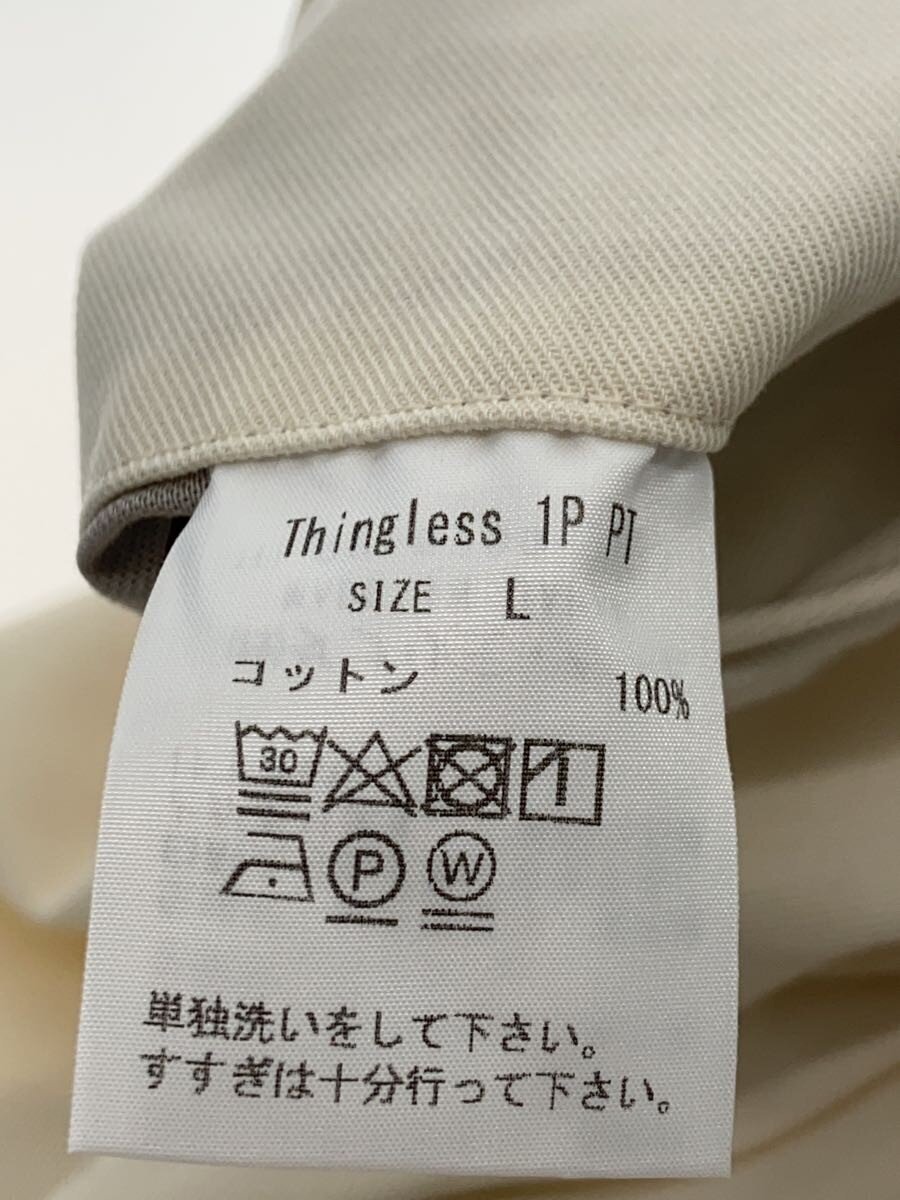 Thingless 1P PT
SIZE L
コットン 100%
30
P W
単独洗いをして下さい。
すすぎは十分行って下さい。